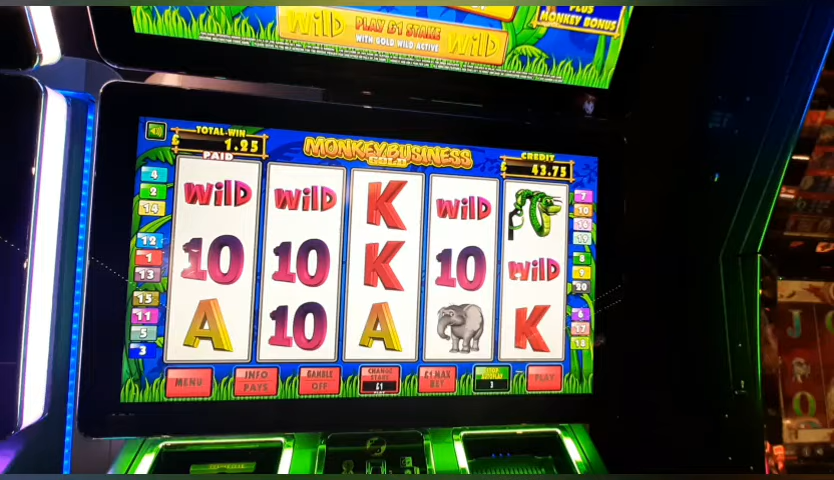 PLUS
MONKEY BONUS
WILD PLAY £1 STAKE WILD
WITH GOLD WILD ACTIVE
TOTAL-WIN
£ 1.25
PAID
MONKEY BUSINESS
GOLD
CREDIT
£ 43.75
4
2
14
12
1
13
15
11
5
3
WILD WILD K WILD
10 10 K 10 WILD
A 10 A K
7
10
16
19
8
9
20
6
17
18
MENU
INFO
PAYS
GAMBLE
OFF
CHANGE
STAKE
£1
£1 MAX
BET
STOP
AUTOPLAY
3
PLAY
J